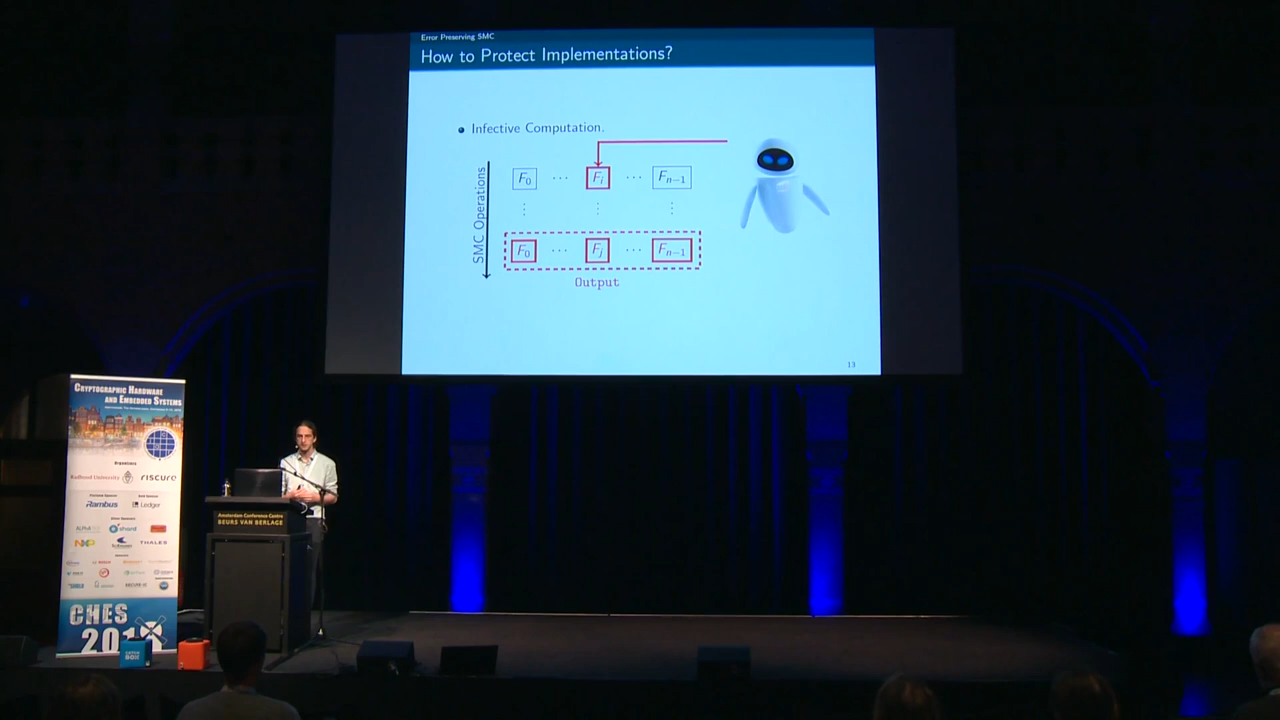 Error Preserving SMC
How to Protect Implementations?
Infective Computation.
SMC Operations
F0 ··· Fi ··· Fn−1
F0 ··· Fj ··· Fn−1
Output
13
CRYPTOGRAPHIC HARDWARE
AND EMBEDDED SYSTEMS
Radboud University
riscure
Rambus
Ledger
NXP
THALES
CHES
2018
Amsterdam Conference Centre
BEURS VAN BERLAGE